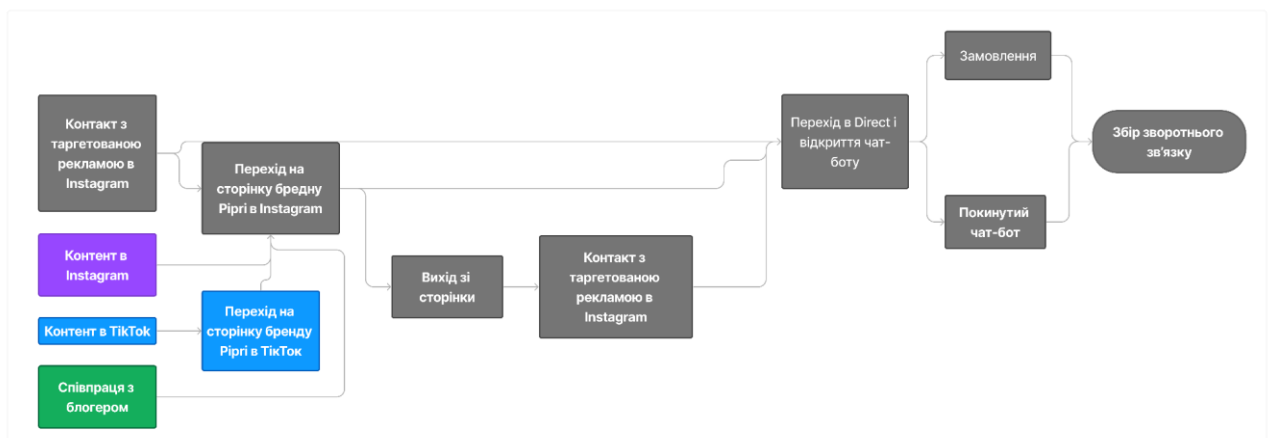 Контакт з
таргетованою
рекламою в
Instagram
Перехід на
сторінку бредну
Pipri в Instagram
Контент в
Instagram
Контент в TikTok
Перехід на
сторінку бренду
Pipri в ТікТок
Співпраця з
блогером
Вихід зі
сторінки
Контакт з
таргетованою
рекламою в
Instagram
Перехід в Direct і
відкриття чат-
боту
Замовлення
Покинутий
чат-бот
Збір зворотнього
зв'язку